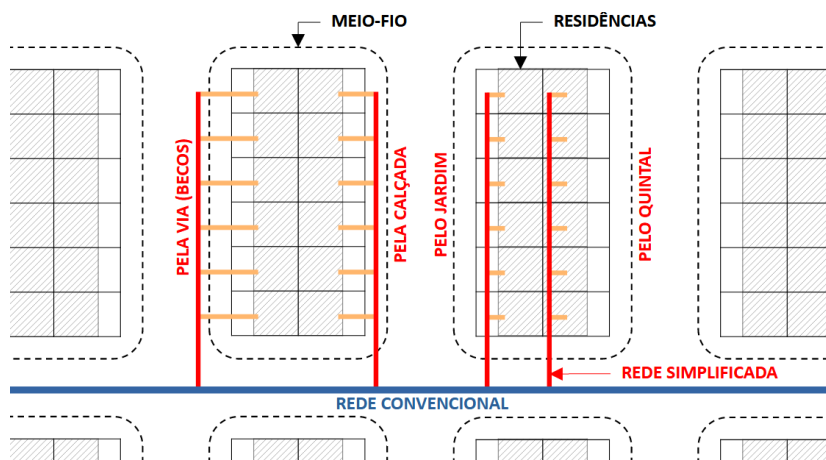 MEIO-FIO
RESIDÊNCIAS
PELA VIA (BECOS)
PELA CALÇADA
PELO JARDIM
PELO QUINTAL
REDE SIMPLIFICADA
REDE CONVENCIONAL